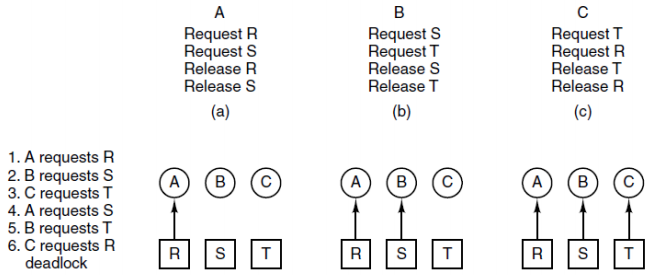 A
Request R
Request S
Release R
Release S
(a)
B
Request S
Request T
Release S
Release T
(b)
C
Request T
Request R
Release T
Release R
(c)
1. A requests R
2. B requests S
3. C requests T
4. A requests S
5. B requests T
6. C requests R
deadlock
A B C
R S T
A B C
R S T
A B C
R S T